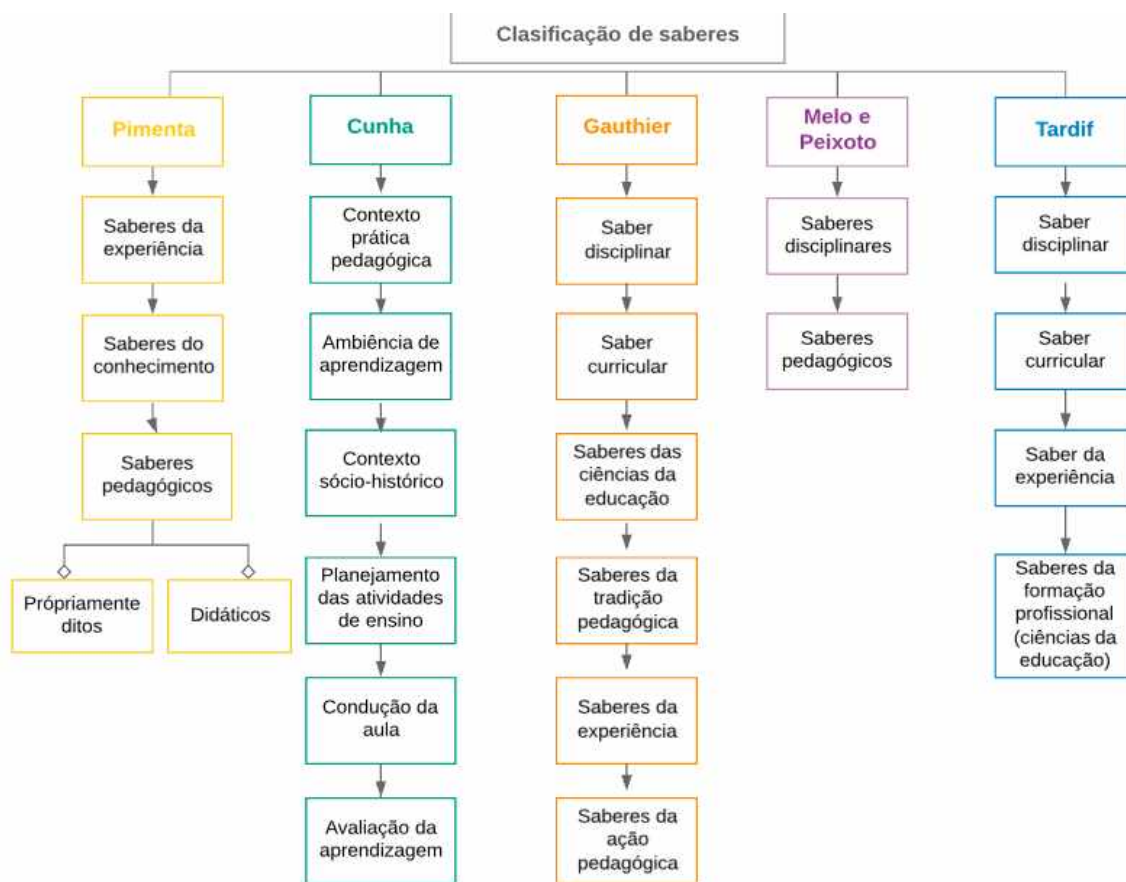 Clasificação de saberes
Pimenta
Saberes da
experiência
Saberes do
conhecimento
Saberes
pedagógicos
Própriamente
ditos
Didáticos
Cunha
Contexto
prática
pedagógica
Ambiência de
aprendizagem
Contexto
sócio-histórico
Planejamento
das atividades
de ensino
Condução da
aula
Avaliação da
aprendizagem
Gauthier
Saber
disciplinar
Saber
curricular
Saberes das
ciências da
educação
Saberes da
tradição
pedagógica
Saberes da
experiência
Saberes da
ação
pedagógica
Melo e
Peixoto
Saberes
disciplinares
Saberes
pedagógicos
Tardif
Saber
disciplinar
Saber
curricular
Saber da
experiência
Saberes da
formação
profissional
(ciências da
educação)